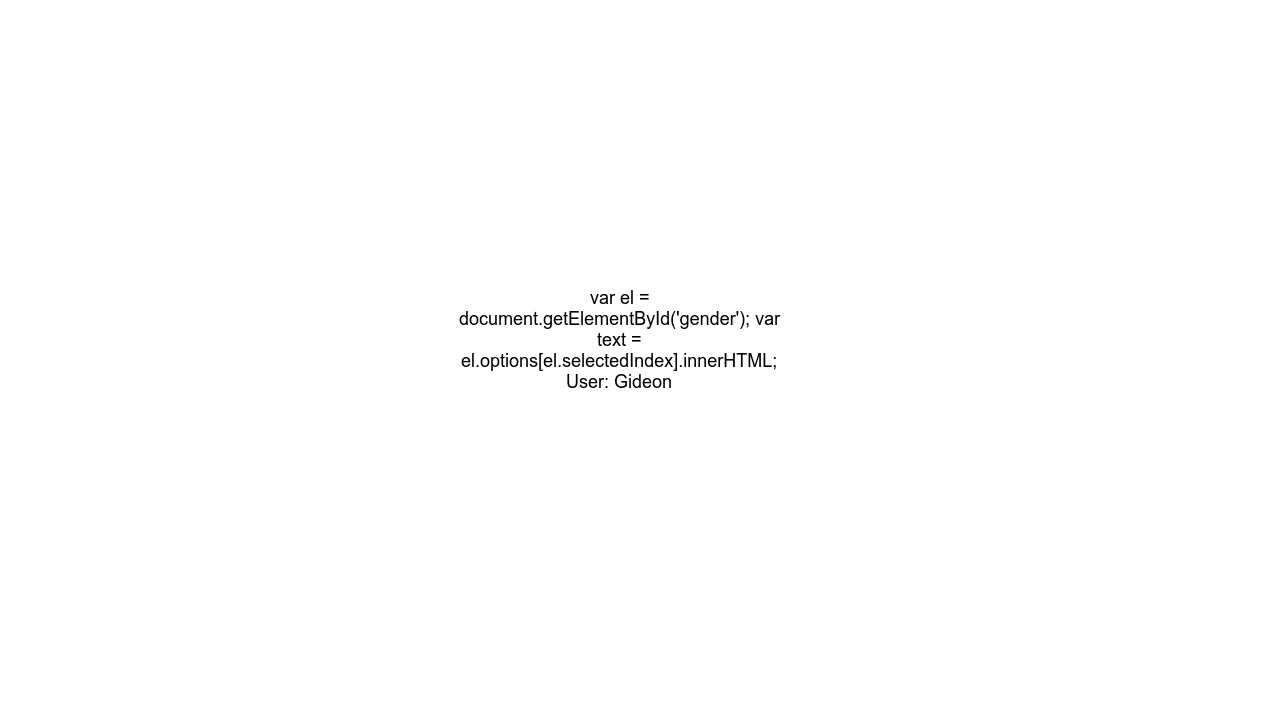 var el =
document.getElementById('gender'); var
text =
el.options[el.selectedIndex].innerHTML;
User: Gideon